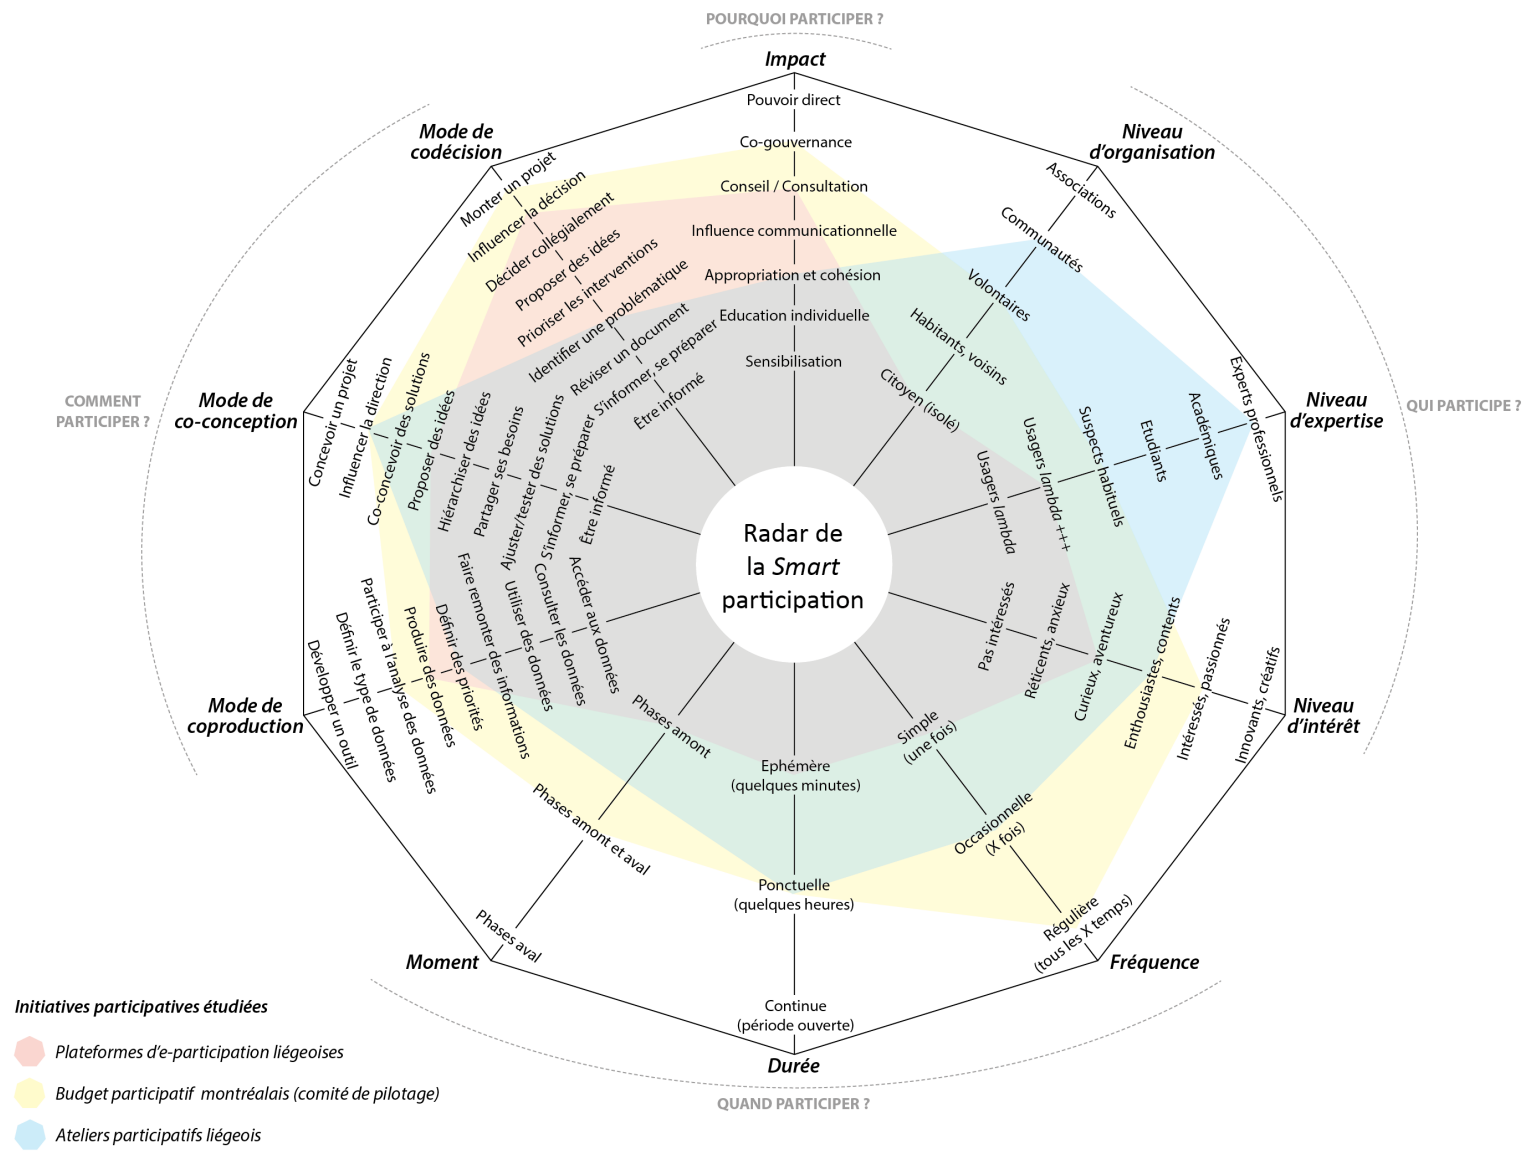 POURQUOI PARTICIPER ?
Impact
Pouvoir direct
Co-gouvernance
Conseil / Consultation
Influence communicationnelle
Appropriation et cohésion
Education individuelle
Sensibilisation
Niveau
d’organisation
Associations
Communautés
Volontaires
Habitants, voisins
Citoyen (isolé)
QUI PARTICIPE ?
Niveau
d’expertise
Experts professionnels
Académiques
Etudiants
Suspects habituels
Usagers lambda +++
Usagers lambda
Niveau
d’intérêt
Innovants, créatifs
Intéressés, passionnés
Enthousiastes, contents
Curieux, aventureux
Réticents, anxieux
Pas intéressés
Fréquence
Régulière
(tous les X temps)
Occasionnelle
(X fois)
Simple
(une fois)
Ephémère
(quelques minutes)
Ponctuelle
(quelques heures)
Continue
(période ouverte)
Durée
QUAND PARTICIPER ?
Moment
Phases aval
Phases amont et aval
Phases amont
Mode de
coproduction
Développer un outil
Définir le type de données
Participer à l'analyse des données
Produire des données
Définir des priorités
Faire remonter des informations
Utiliser des données
Consulter les données
Accéder aux données
COMMENT
PARTICIPER ?
Mode de
co-conception
Concevoir un projet
Influencer la direction
Co-concevoir des solutions
Proposer des idées
Hiérarchiser des idées
Partager ses besoins
Ajuster/tester des solutions
S'informer, se préparer
Être informé
Mode de
codécision
Monter un projet
Influencer la décision
Décider collégialement
Proposer des idées
Prioriser les interventions
Identifier une problématique
Réviser un document
S'informer, se préparer
Être informé
Radar de
la Smart
participation
Initiatives participatives étudiées
Plateformes d’e-participation liégeoises
Budget participatif montréalais (comité de pilotage)
Ateliers participatifs liégeois